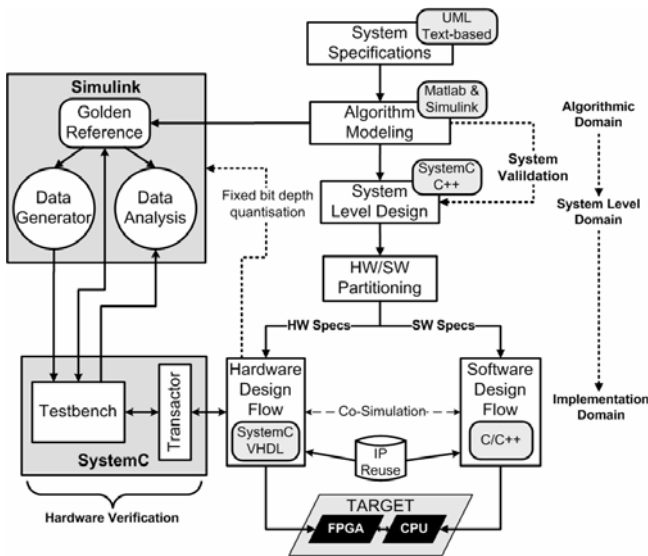 System
Specifications
UML
Text-based
Simulink
Golden
Reference
Data
Generator
Data
Analysis
Algorithm
Modeling
Matlab &
Simulink
Algorithmic
Domain
Fixed bit depth
quantisation
System
Level Design
SystemC
C++
System
Valildation
System Level
Domain
HW/SW
Partitioning
HW Specs
SW Specs
Testbench
Transactor
SystemC
Hardware Verification
Hardware
Design
Flow
SystemC
VHDL
Co-Simulation
IP
Reuse
Software
Design
Flow
C/C++
Implementation
Domain
TARGET
FPGA
CPU